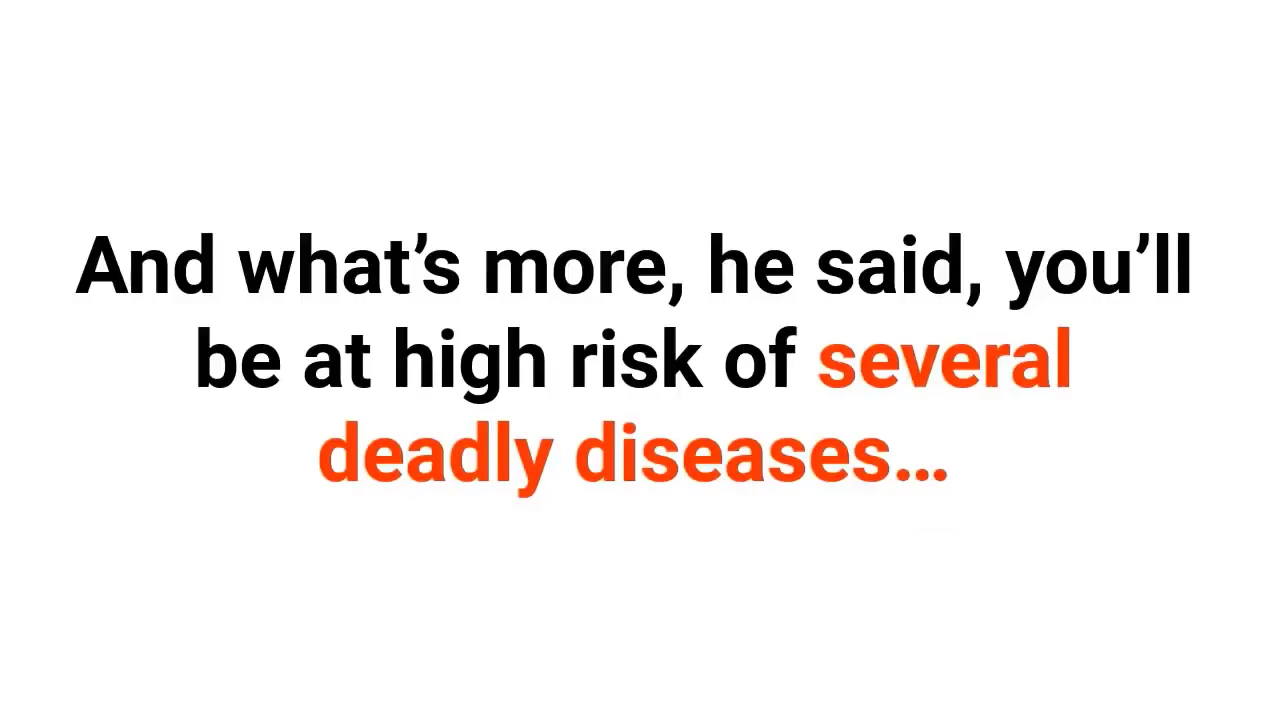 And what’s more, he said, you’ll
be at high risk of several
deadly diseases…